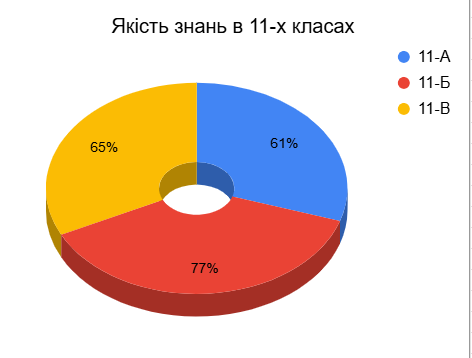 Якість знань в 11-х класах
11-А
11-Б
11-В
65%
61%
77%